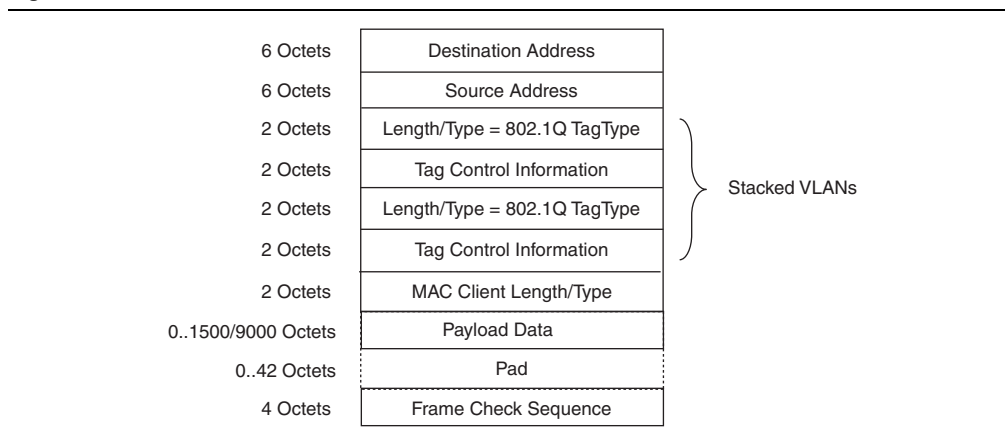 6 Octets Destination Address
6 Octets Source Address
2 Octets Length/Type = 802.1Q TagType
2 Octets Tag Control Information
Stacked VLANs
2 Octets Length/Type = 802.1Q TagType
2 Octets Tag Control Information
2 Octets MAC Client Length/Type
0..1500/9000 Octets Payload Data
0..42 Octets Pad
4 Octets Frame Check Sequence